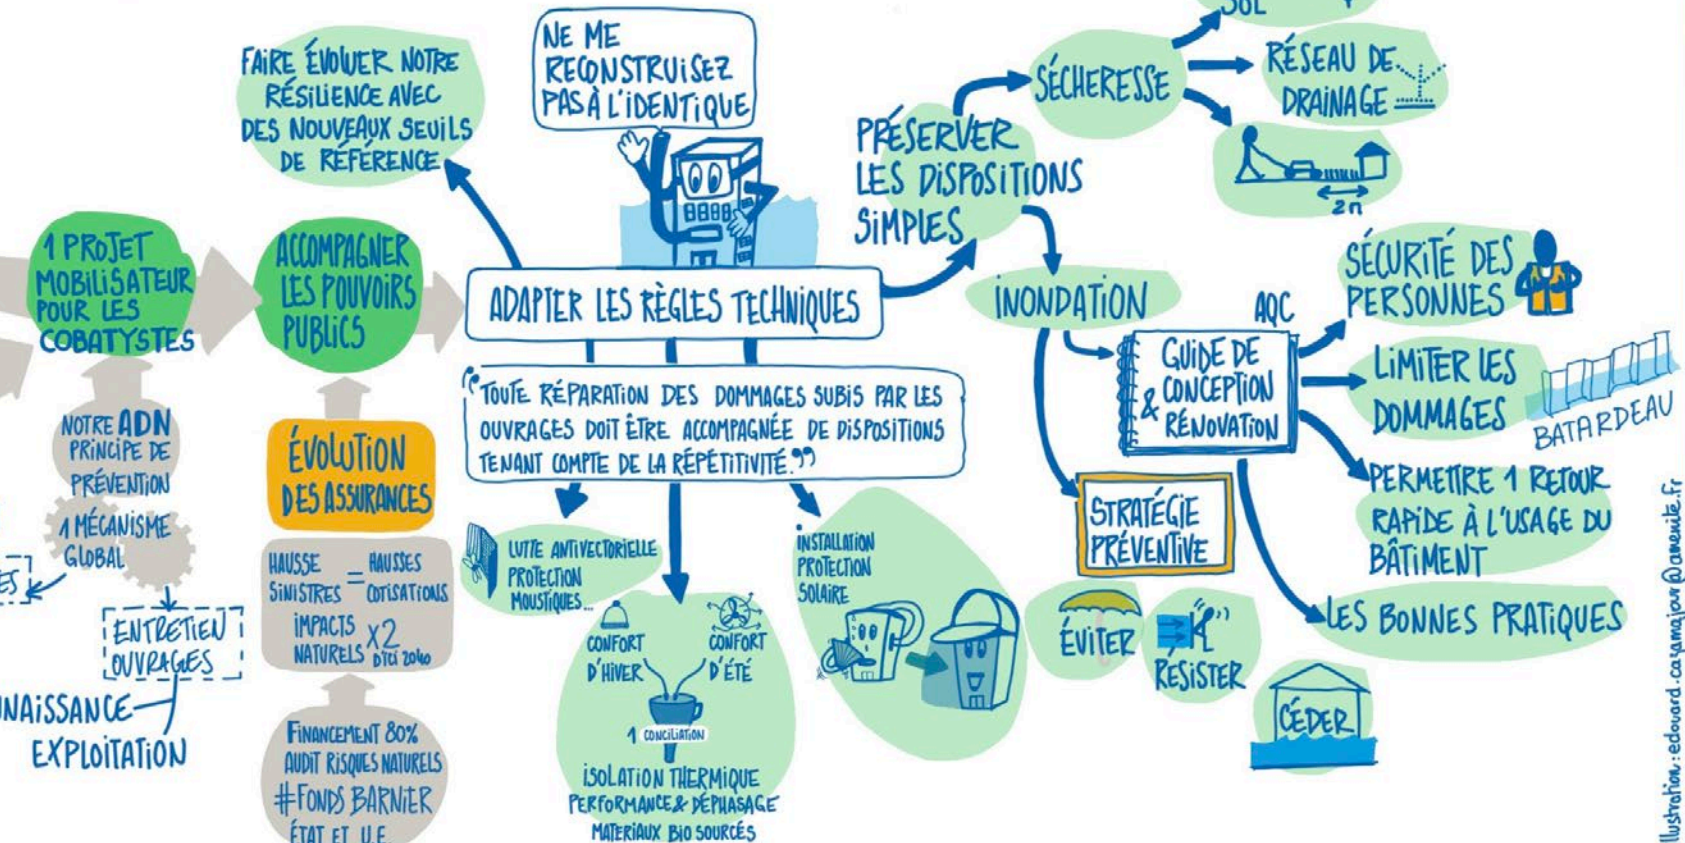 FAIRE ÉVOLUER NOTRE
RÉSILIENCE AVEC
DES NOUVEAUX SEUILS
DE RÉFÉRENCE
NE ME
RECONSTRUISEZ
PAS À L'IDENTIQUE
PRÉSERVER
LES DISPOSITIONS
SIMPLES
SÉCHERESSE
SOL
RÉSEAU DE
DRAINAGE
1 PROJET
MOBILISATEUR
POUR LES
COBATYSTES
ACCOMPAGNER
LES POUVOIRS
PUBLICS
ADAPTER LES RÈGLES TECHNIQUES
INONDATION
AQC
GUIDE DE
CONCEPTION
& RÉNOVATION
SÉCURITÉ DES
PERSONNES
LIMITER LES
DOMMAGES
BATARDEAU
PERMETTRE 1 RETOUR
RAPIDE À L'USAGE DU
BÂTIMENT
LES BONNES PRATIQUES
"TOUTE RÉPARATION DES DOMMAGES SUBIS PAR LES
OUVRAGES DOIT ÊTRE ACCOMPAGNÉE DE DISPOSITIONS
TENANT COMPTE DE LA RÉPÉTITIVITÉ."
NOTRE ADN
PRINCIPE DE
PRÉVENTION
1 MÉCANISME
GLOBAL
ENTRETIEN
OUVRAGES
EXPLOITATION
ÉVOLUTION
DES ASSURANCES
HAUSSE SINISTRES = HAUSSES COTISATIONS
IMPACTS
NATURELS X2
D'ICI 2040
FINANCEMENT 80%
AUDIT RISQUES NATURELS
#FONDS BARNIER
ÉTAT ET U.E
LUTTE ANTIVECTORIELLE
PROTECTION
MOUSTIQUES...
CONFORT
D'HIVER
CONFORT
D'ÉTÉ
1 CONCILIATION
ISOLATION THERMIQUE
PERFORMANCE & DÉPHASAGE
MATERIAUX BIO SOURCÉS
INSTALLATION
PROTECTION
SOLAIRE
STRATÉGIE
PRÉVENTIVE
ÉVITER
RÉSISTER
CÉDER
Illustration : edouard.cazamajour@amenite.fr